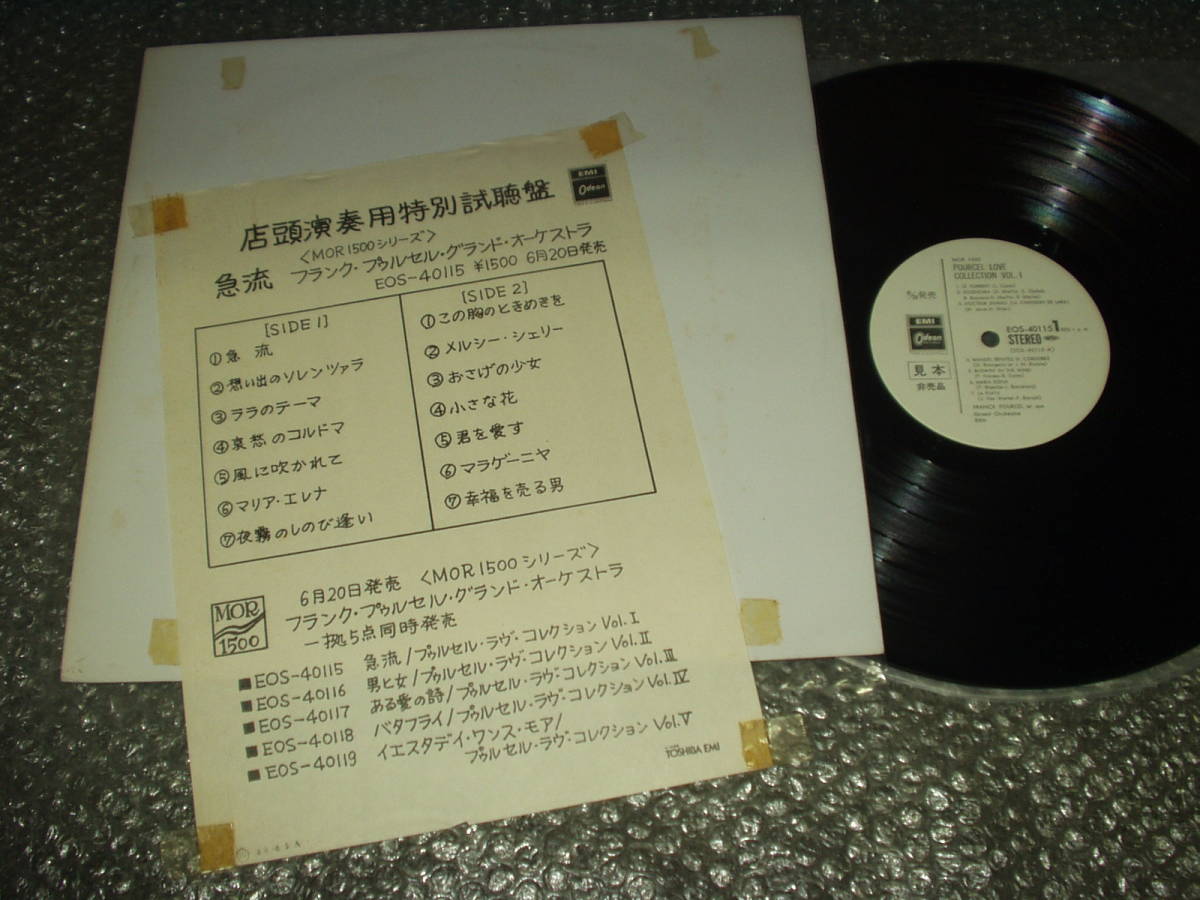 EMI
Odeon
店頭演奏用特別試聴盤
〈MOR1500シリーズ〉
急流 フランク・プゥルセル・グランド・オーケストラ
EOS-40115 ¥1500 6月20日発売
[SIDE 1]
①急流
②想い出のソレンツァラ
③ララのテーマ
④哀愁のコルドマ
⑤風に吹かれて
⑥マリア・エレナ
⑦夜霧のしのび逢い
[SIDE 2]
①この胸のときめきを
②メルシー・シェリー
③おさげの少女
④小さな花
⑤君を愛す
⑥マラゲーニヤ
⑦幸福を売る男
MOR
1500
6月20日発売 〈MOR1500シリーズ〉
フランク・プゥルセル・グランド・オーケストラ
一拠5点同時発売
■EOS-40115 急流/プゥルセル・ラヴ・コレクション Vol.I
■EOS-40116 男と女/プゥルセル・ラヴ・コレクション Vol.II
■EOS-40117 ある愛の詩/プゥルセル・ラヴ・コレクション Vol.III
■EOS-40118 バタフライ/プゥルセル・ラヴ・コレクション Vol.IV
■EOS-40119 イエスタデイ・ワンス・モア/
プゥルセル・ラヴ・コレクション Vol.V
TOSHIBA EMI
MOR 1500
POURCEL LOVE
COLLECTION VOL.1
発売
EMI
Odeon
EOS-40115 1
STEREO
見本
非売品
FRANCK POURCEL